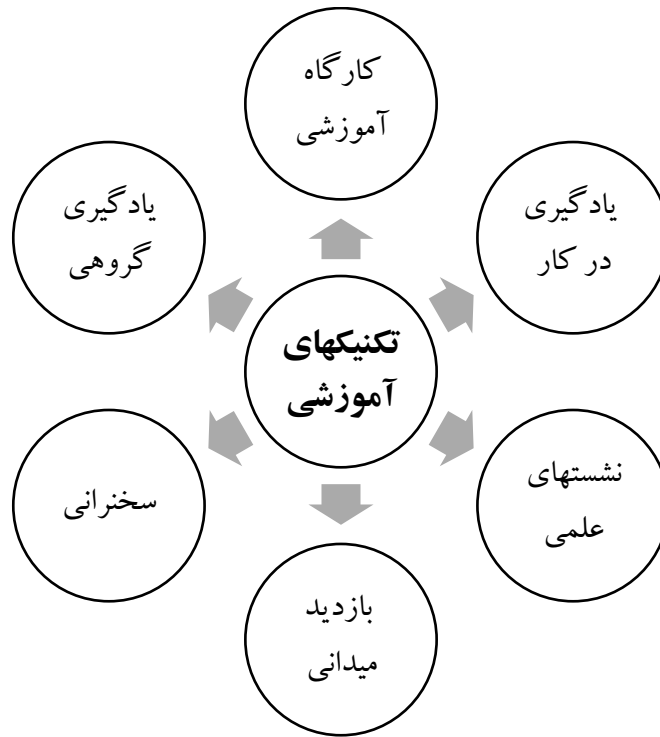 کارگاه
آموزشی
یادگیری
در کار
نشستهای
علمی
بازدید
میدانی
سخنرانی
یادگیری
گروهی
تکنیکهای
آموزشی